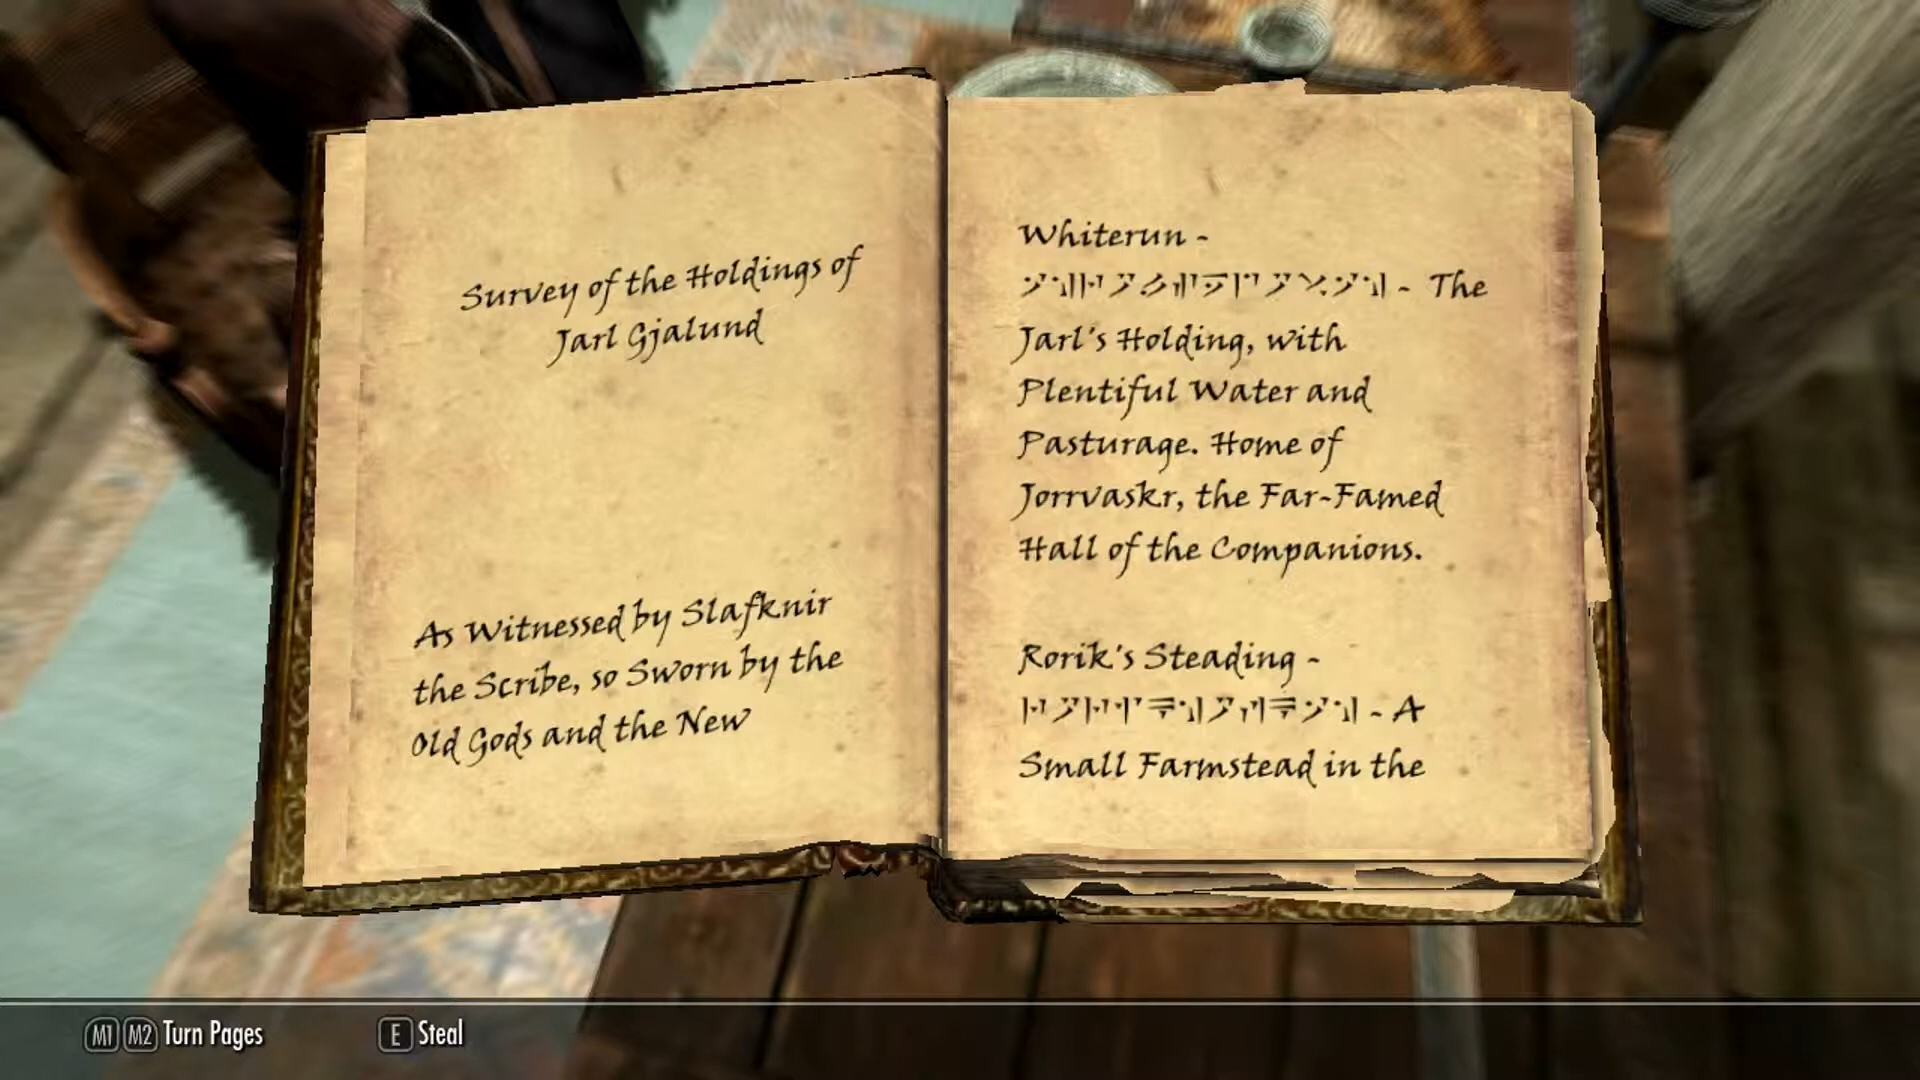 Survey of the Holdings of
Jarl Gjalund
As Witnessed by Slafknir
the Scribe, so Sworn by the
Old Gods and the New
Whiterun -
- The
Jarl's Holding, with
Plentiful Water and
Pasturage. Home of
Jorrvaskr, the Far-Famed
Hall of the Companions.
Rorik's Steading -
- A
Small Farmstead in the
M1 M2 Turn Pages
E Steal